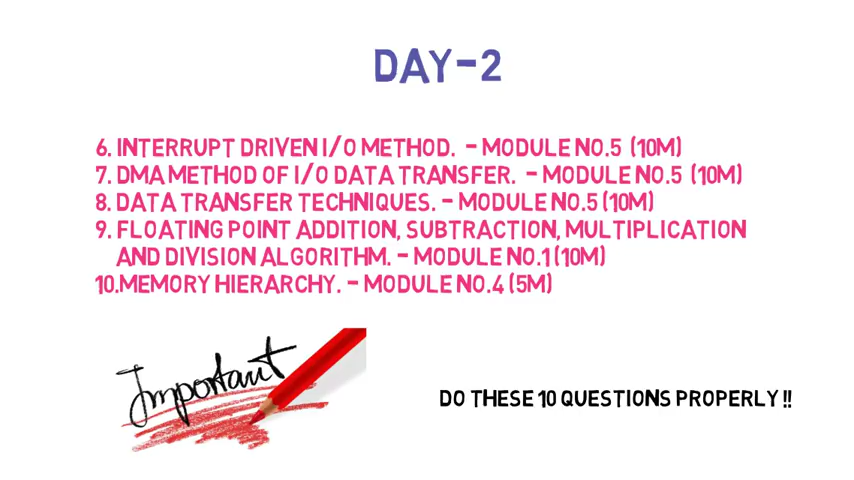 DAY-2
6. INTERRUPT DRIVEN I/O METHOD. - MODULE NO.5 (10M)
7. DMA METHOD OF I/O DATA TRANSFER. - MODULE NO.5 (10M)
8. DATA TRANSFER TECHNIQUES. - MODULE NO.5 (10M)
9. FLOATING POINT ADDITION, SUBTRACTION, MULTIPLICATION
AND DIVISION ALGORITHM. - MODULE NO.1 (10M)
10.MEMORY HIERARCHY. - MODULE NO.4 (5M)
Important
DO THESE 10 QUESTIONS PROPERLY !!